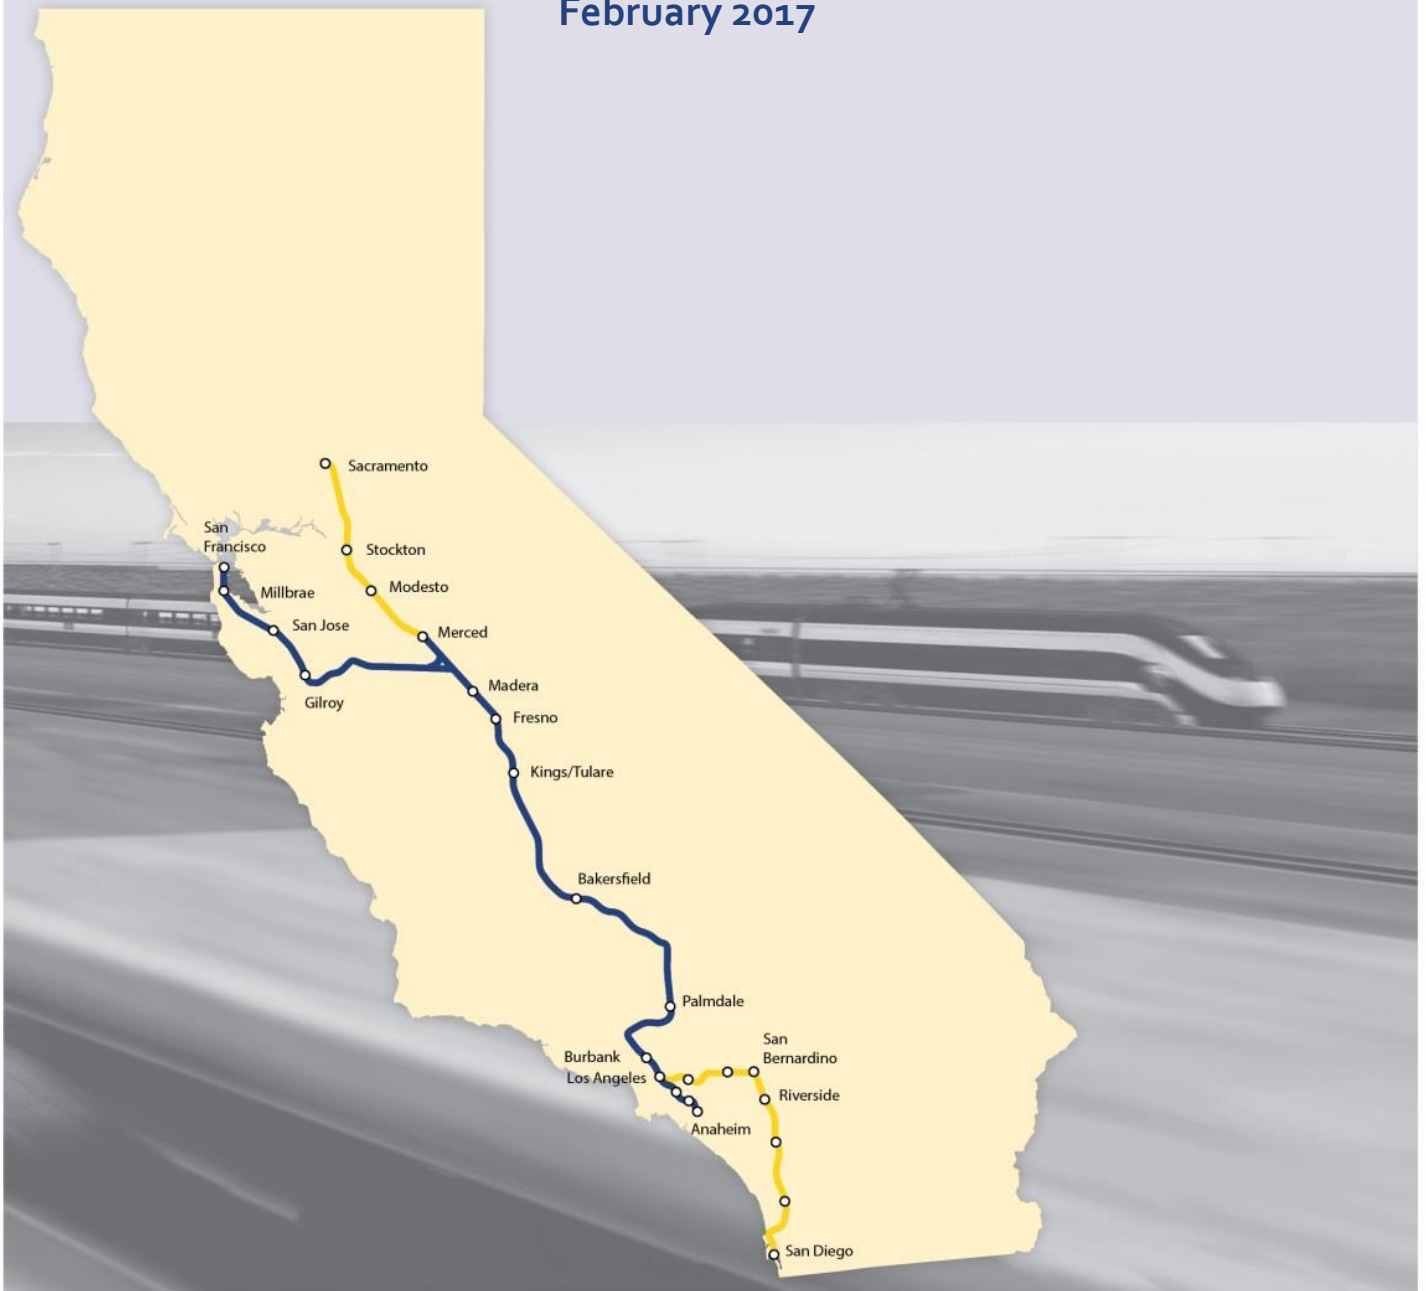 February 2017
Sacramento
San
Francisco
Stockton
Modesto
Millbrae
San Jose
Merced
Gilroy
Madera
Fresno
Kings/Tulare
Bakersfield
Palmdale
San
Bernardino
Burbank
Los Angeles
Riverside
Anaheim
San Diego